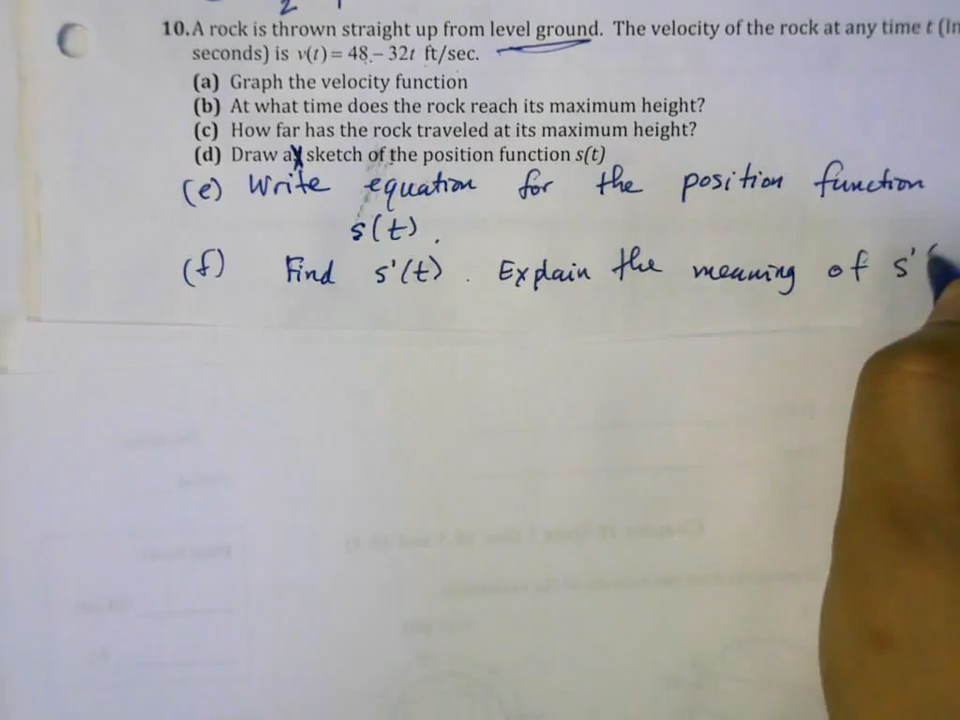 10. A rock is thrown straight up from level ground. The velocity of the rock at any time t (In
seconds) is v(t) = 48 – 32t ft/sec.
(a) Graph the velocity function
(b) At what time does the rock reach its maximum height?
(c) How far has the rock traveled at its maximum height?
(d) Draw a sketch of the position function s(t)
(e) Write equation for the position function
s(t).
(f) Find s'(t). Explain the meaning of s'(